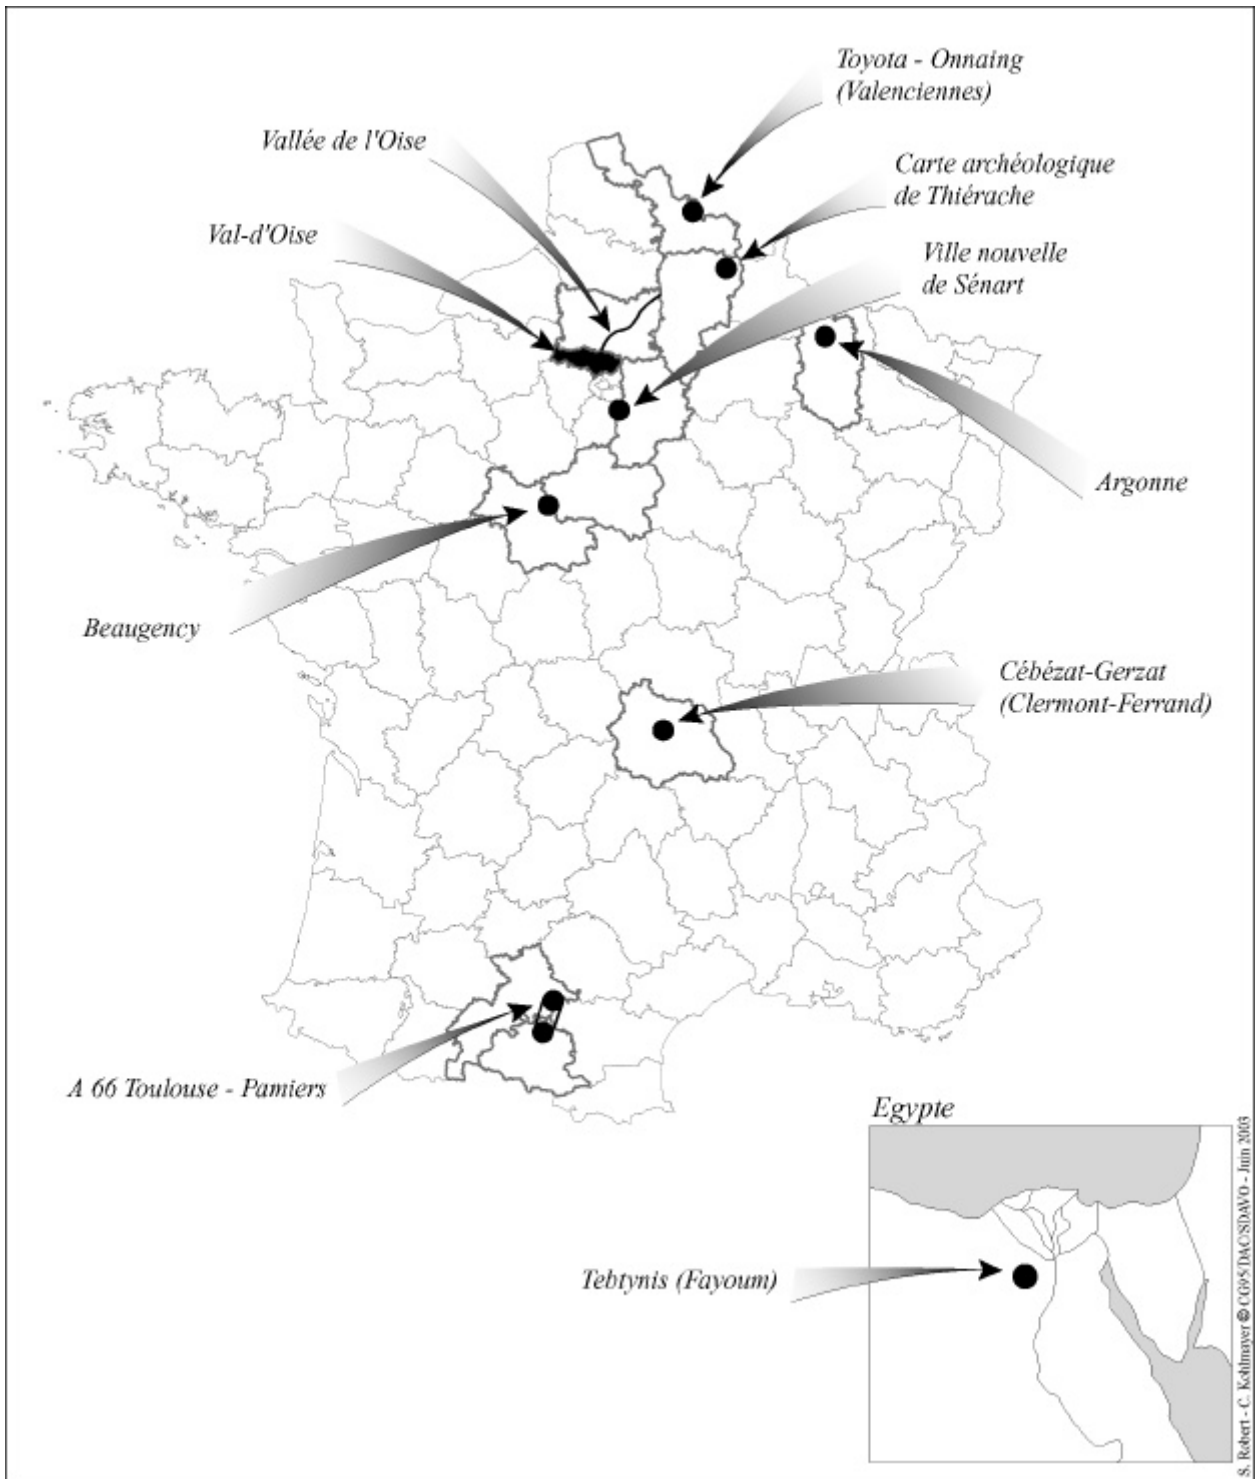 Toyota - Onnaing
(Valenciennes)
Vallée de l'Oise
Carte archéologique
de Thiérache
Val-d'Oise
Ville nouvelle
de Sénart
Argonne
Beaugency
Cébézat-Gerzat
(Clermont-Ferrand)
A 66 Toulouse - Pamiers
Egypte
Tebtynis (Fayoum)
S. Robert - C. Kohlmayer © CG95/DAC/SDAVO - Juin 2003